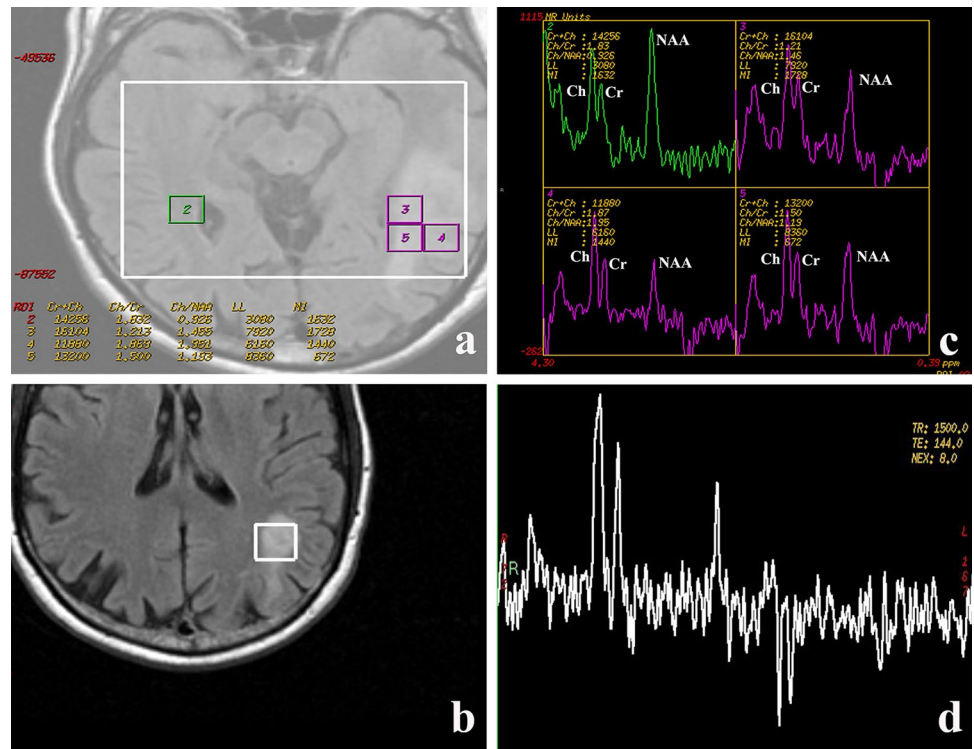 -49536
2
3
5 4
-87552
ROI Cr+Ch Ch/Cr Ch/NAA LL MI
2 14256 1.832 0.926 3080 1632
3 16104 1.213 1.455 7920 1728
4 11880 1.869 1.951 6160 1440
5 13200 1.500 1.193 8360 672
a
1115 MR Units
2
Cr+Ch : 14256
Ch/Cr :1.83
Ch/NAA:0.926
LL : 3080
MI : 1632
Ch Cr NAA
3
Cr+Ch : 16104
Ch/Cr :1.21
Ch/NAA:1.46
LL : 7920
MI : 1728
Ch Cr NAA
4
Cr+Ch : 11880
Ch/Cr :1.87
Ch/NAA:1.95
LL : 6160
MI : 1440
Ch Cr NAA
5
Cr+Ch : 13200
Ch/Cr :1.50
Ch/NAA:1.19
LL : 8360
MI : 672
Ch Cr NAA
-262
4.30 0.39 ppm
c
b
TR: 1500.0
TE: 144.0
NEX: 8.0
R
d